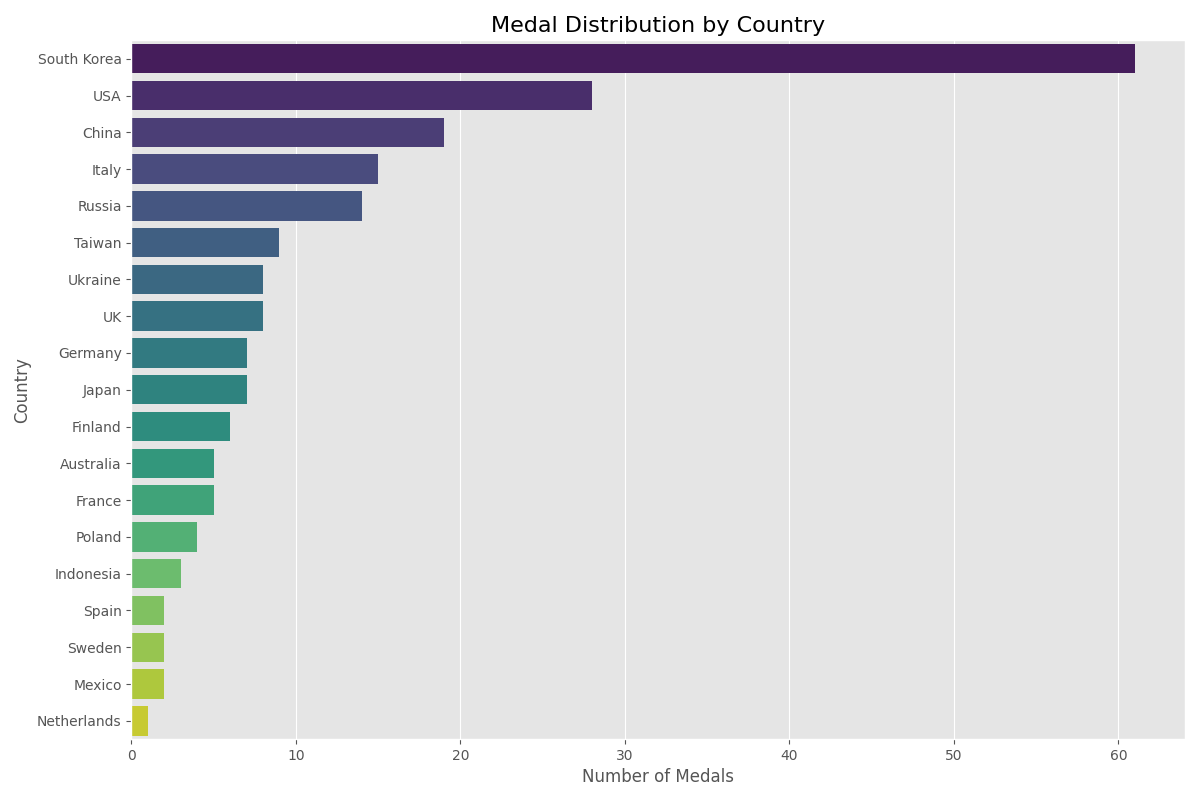 Medal Distribution by Country
Country
South Korea
USA
China
Italy
Russia
Taiwan
Ukraine
UK
Germany
Japan
Finland
Australia
France
Poland
Indonesia
Spain
Sweden
Mexico
Netherlands
0 10 20 30 40 50 60
Number of Medals